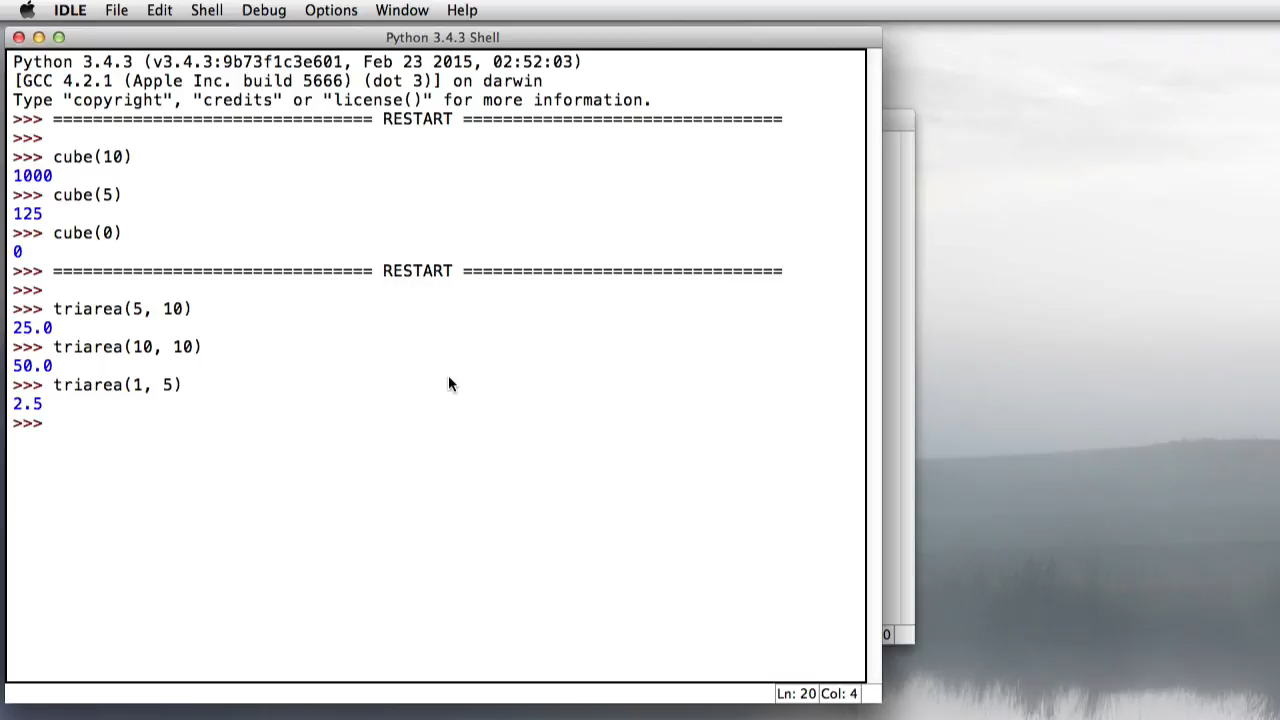 IDLE File Edit Shell Debug Options Window Help
Python 3.4.3 Shell
Python 3.4.3 (v3.4.3:9b73f1c3e601, Feb 23 2015, 02:52:03)
[GCC 4.2.1 (Apple Inc. build 5666) (dot 3)] on darwin
Type "copyright", "credits" or "license()" for more information.
>>> ================================ RESTART ================================
>>>
>>> cube(10)
1000
>>> cube(5)
125
>>> cube(0)
0
>>> ================================ RESTART ================================
>>>
>>> triarea(5, 10)
25.0
>>> triarea(10, 10)
50.0
>>> triarea(1, 5)
2.5
>>>
0
Ln: 20 Col: 4